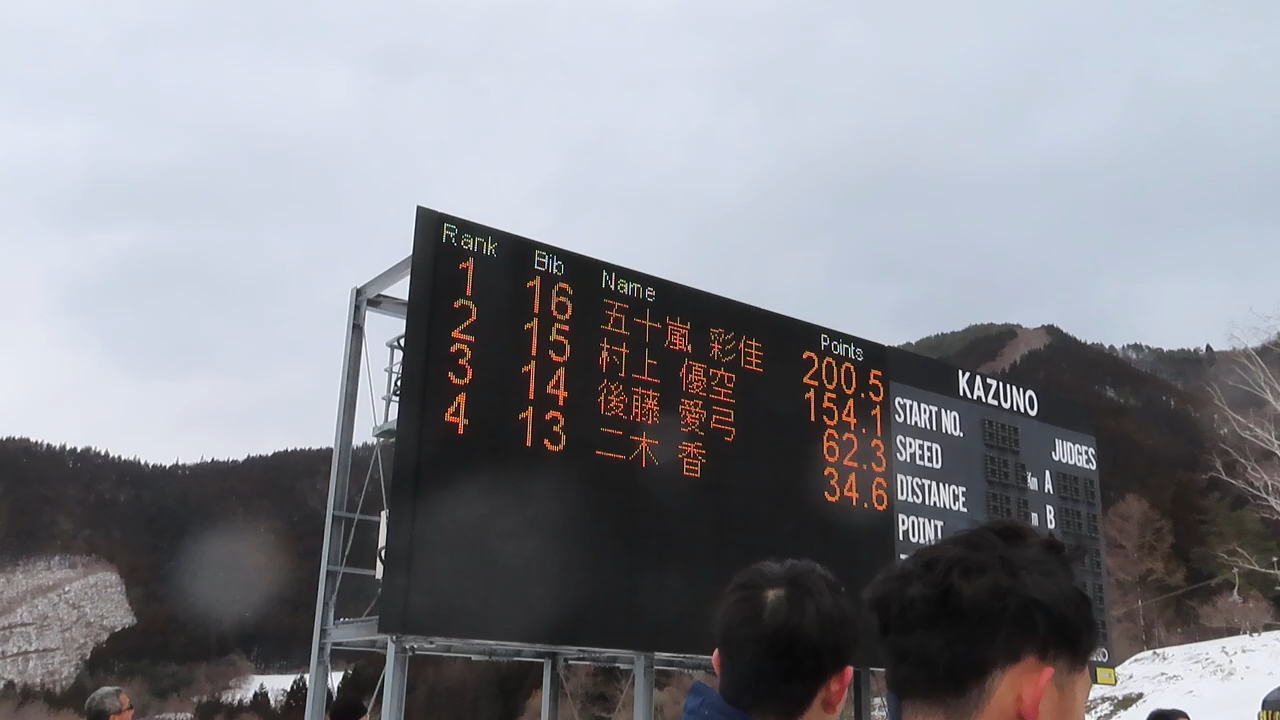 Rank Bib Name Points
1 16 五十嵐 彩佳 200.5
2 15 村上 優空 154.1
3 14 後藤 愛弓 62.3
4 13 二木 香 34.6
KAZUNO
START NO.
JUDGES
SPEED Km A
DISTANCE m B
POINT